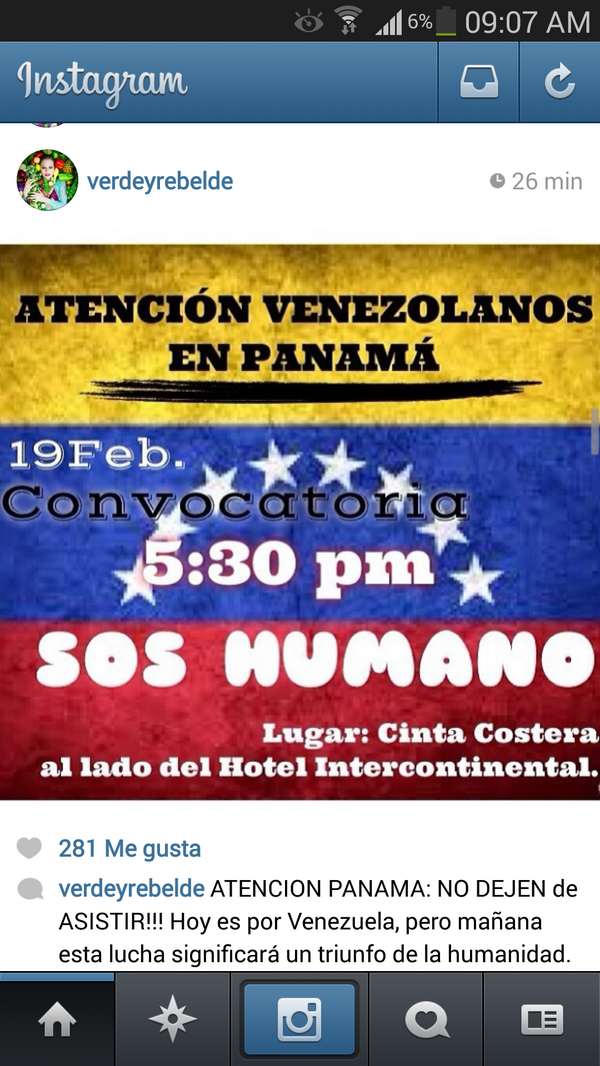 6% 09:07 AM
Instagram
verdeyrebelde 26 min
ATENCIÓN VENEZOLANOS
EN PANAMÁ
19Feb.
Convocatoria
5:30 pm
SOS HUMANO
Lugar: Cinta Costera
al lado del Hotel Intercontinental.
281 Me gusta
verdeyrebelde ATENCION PANAMA: NO DEJEN de
ASISTIR!!! Hoy es por Venezuela, pero mañana
esta lucha significará un triunfo de la humanidad.